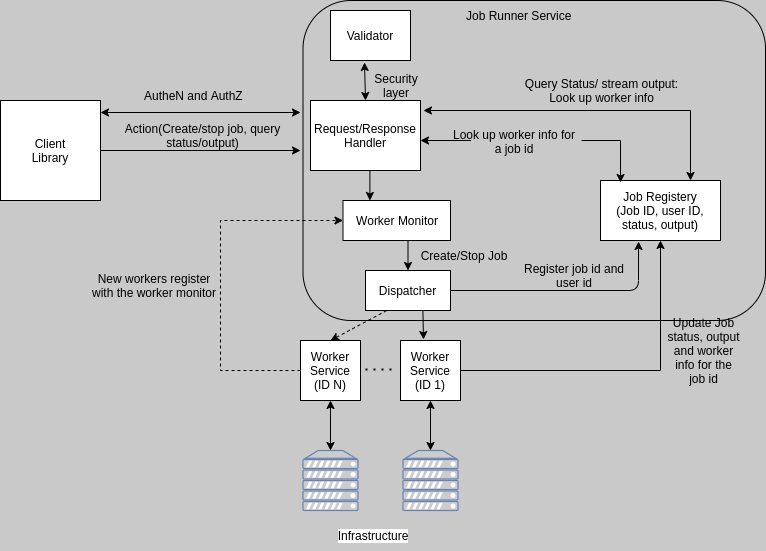 Job Runner Service
Validator
Security
layer
Query Status/ stream output:
Look up worker info
AutheN and AuthZ
Action(Create/stop job, query
status/output)
Client
Library
Request/Response
Handler
Look up worker info for
a job id
Job Registery
(Job ID, user ID,
status, output)
Worker Monitor
Create/Stop Job
New workers register
with the worker monitor
Register job id and
user id
Dispatcher
Update Job
status, output
and worker
info for the
job id
Worker
Service
(ID N)
. . . .
Worker
Service
(ID 1)
Infrastructure